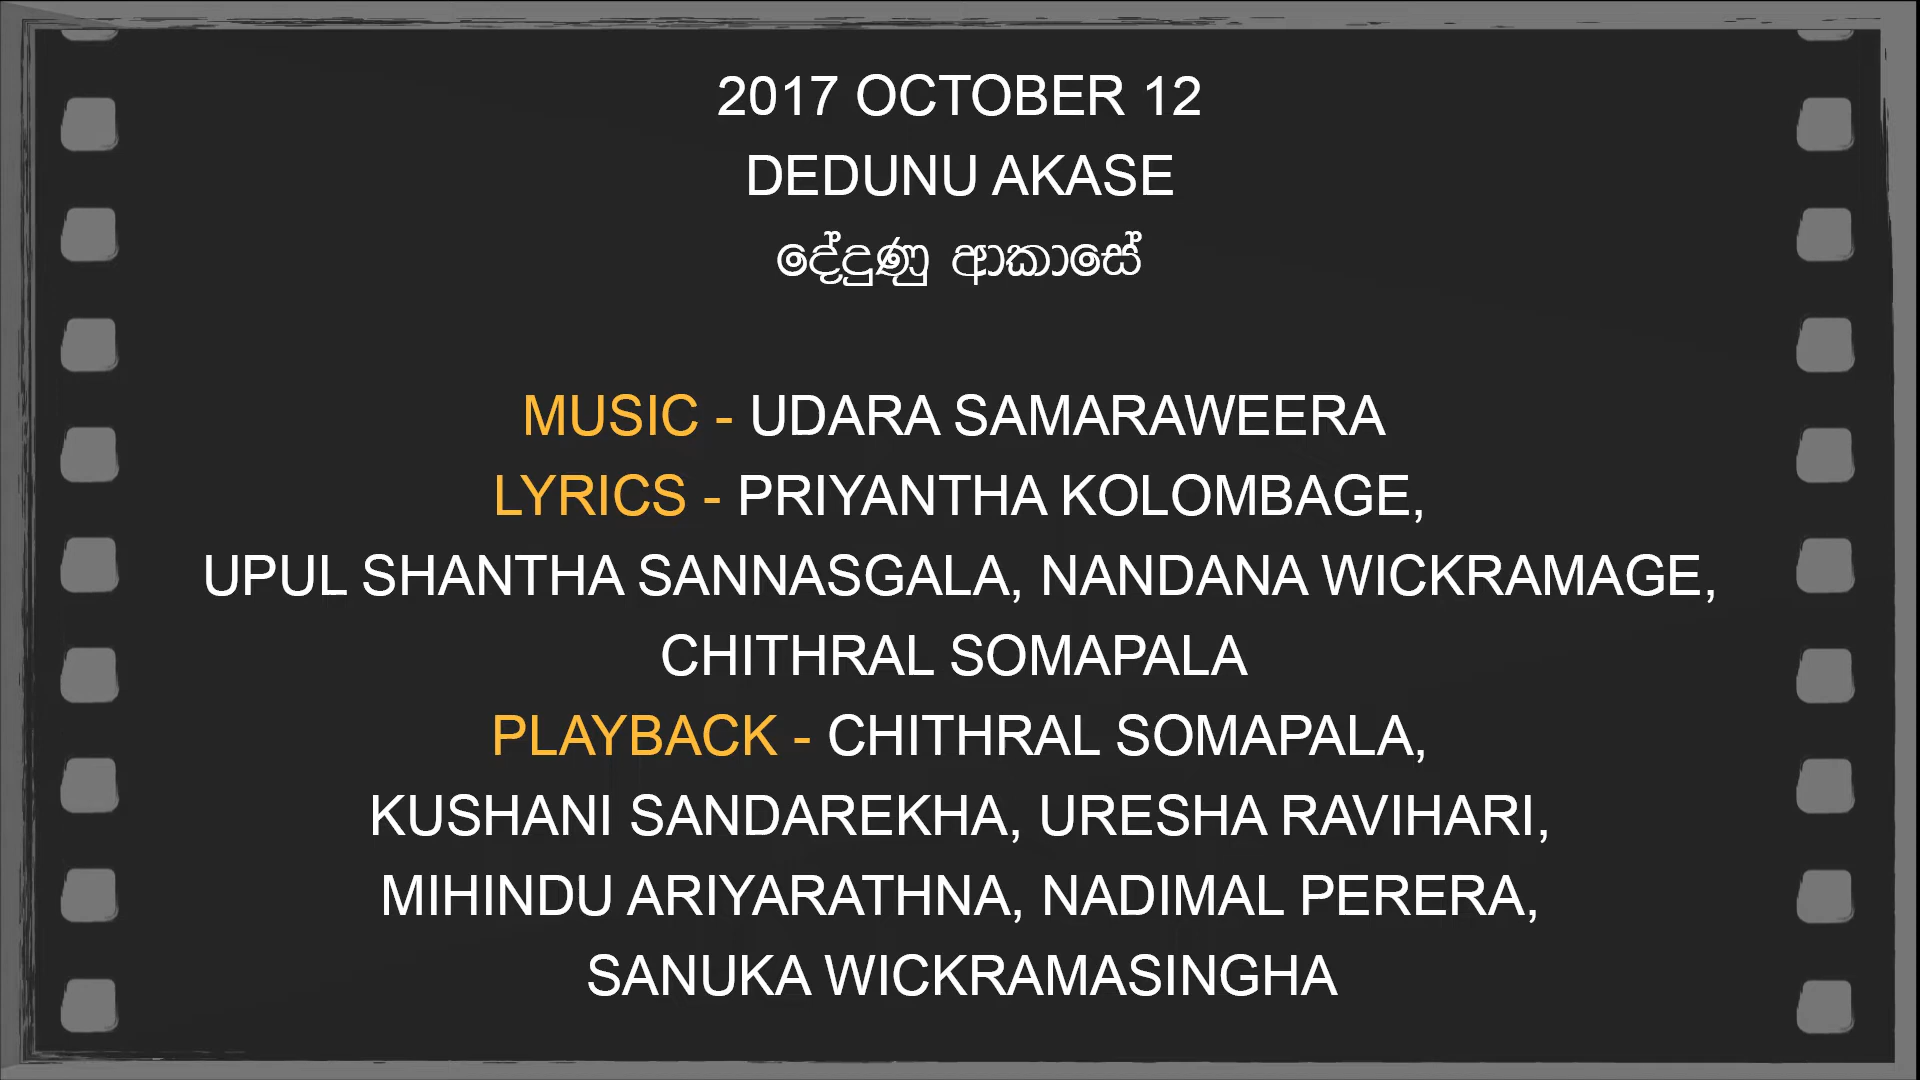 2017 OCTOBER 12
DEDUNU AKASE
දේදුණු ආකාසේ
MUSIC - UDARA SAMARAWEERA
LYRICS - PRIYANTHA KOLOMBAGE,
UPUL SHANTHA SANNASGALA, NANDANA WICKRAMAGE,
CHITHRAL SOMAPALA
PLAYBACK - CHITHRAL SOMAPALA,
KUSHANI SANDAREKHA, URESHA RAVIHARI,
MIHINDU ARIYARATHNA, NADIMAL PERERA,
SANUKA WICKRAMASINGHA